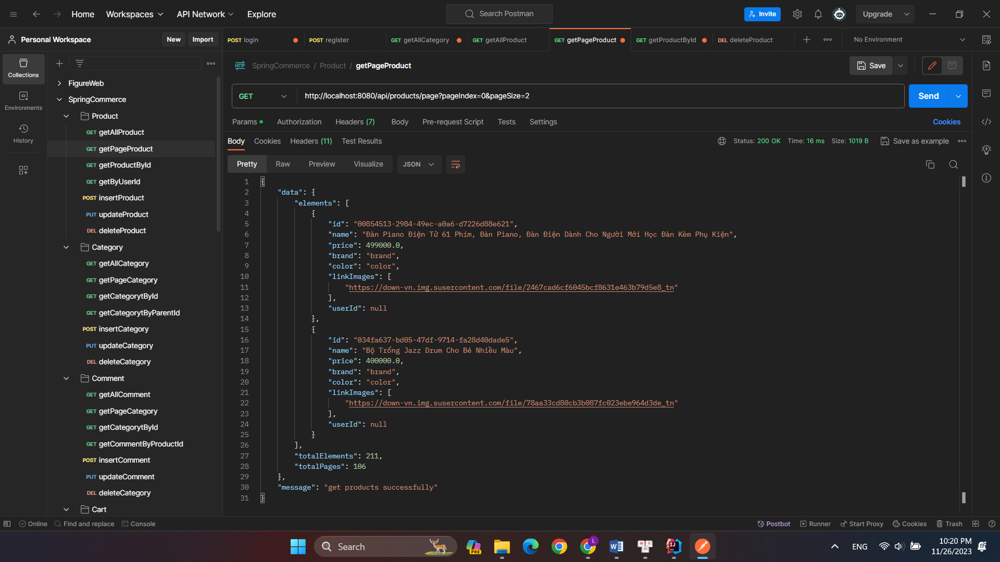 Home
Workspaces
API Network
Explore
Search Postman
Invite
Upgrade
Personal Workspace
New
Import
POST login
POST register
GET getAllCategory
GET getAllProduct
GET getPageProduct
GET getProductById
DEL deleteProduct
No Environment
Collections
Environments
History
FigureWeb
SpringCommerce
Product
GET getAllProduct
GET getPageProduct
GET getProductById
GET getByUserId
POST insertProduct
PUT updateProduct
DEL deleteProduct
Category
GET getAllCategory
GET getPageCategory
GET getCategorytById
GET getCategorytByParentId
POST insertCategory
PUT updateCategory
DEL deleteCategory
Comment
GET getAllComment
GET getPageCategory
GET getCategorytById
GET getCommentByProductId
POST insertComment
PUT updateComment
DEL deleteCategory
Cart
HTTP SpringCommerce / Product / getPageProduct
Save
GET http://localhost:8080/api/products/page?pageIndex=0&pageSize=2
Send
Params Authorization Headers (7) Body Pre-request Script Tests Settings Cookies
Body Cookies Headers (11) Test Results
Status: 200 OK Time: 16 ms Size: 1019 B Save as example
Pretty Raw Preview Visualize JSON
1 {
2 "data": {
3 "elements": [
4 {
5 "id": "00854513-2984-49ec-a0a6-d7226d88e621",
6 "name": "Đàn Piano Điện Tử 61 Phím, Đàn Piano, Đàn Điện Dành Cho Người Mới Học Đàn Kèm Phụ Kiện",
7 "price": 499000.0,
8 "brand": "brand",
9 "color": "color",
10 "linkImages": [
11 "https://down-vn.img.susercontent.com/file/2467cad6cf6045bcf8631e463b79d5e8_tn"
12 ],
13 "userId": null
14 },
15 {
16 "id": "034fa637-bd05-47df-9714-fa28d40dade5",
17 "name": "Bộ Trống Jazz Drum Cho Bé Nhiều Màu",
18 "price": 400000.0,
19 "brand": "brand",
20 "color": "color",
21 "linkImages": [
22 "https://down-vn.img.susercontent.com/file/78aa33cd80cb3b087fc023ebe964d3de_tn"
23 ],
24 "userId": null
25 }
26 ],
27 "totalElements": 211,
28 "totalPages": 106
29 },
30 "message": "get products successfully"
31 }
Online
Find and replace
Console
Postbot
Runner
Start Proxy
Cookies
Trash
Search
PRE
L
W
IJ
ENG
10:20 PM
11/26/2023